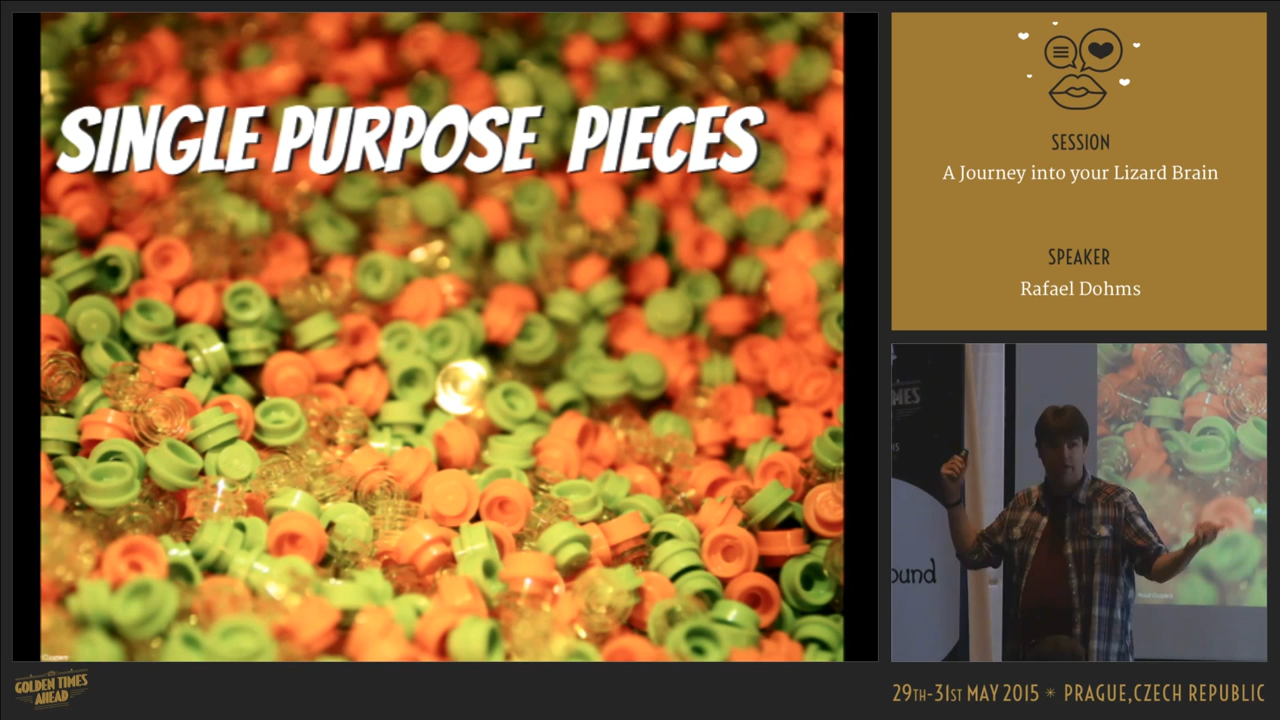 SINGLE PURPOSE PIECES
SESSION
A Journey into your Lizard Brain
SPEAKER
Rafael Dohms
ound
GOLDEN TIMES
AHEAD
29TH-31ST MAY 2015 * PRAGUE,CZECH REPUBLIC